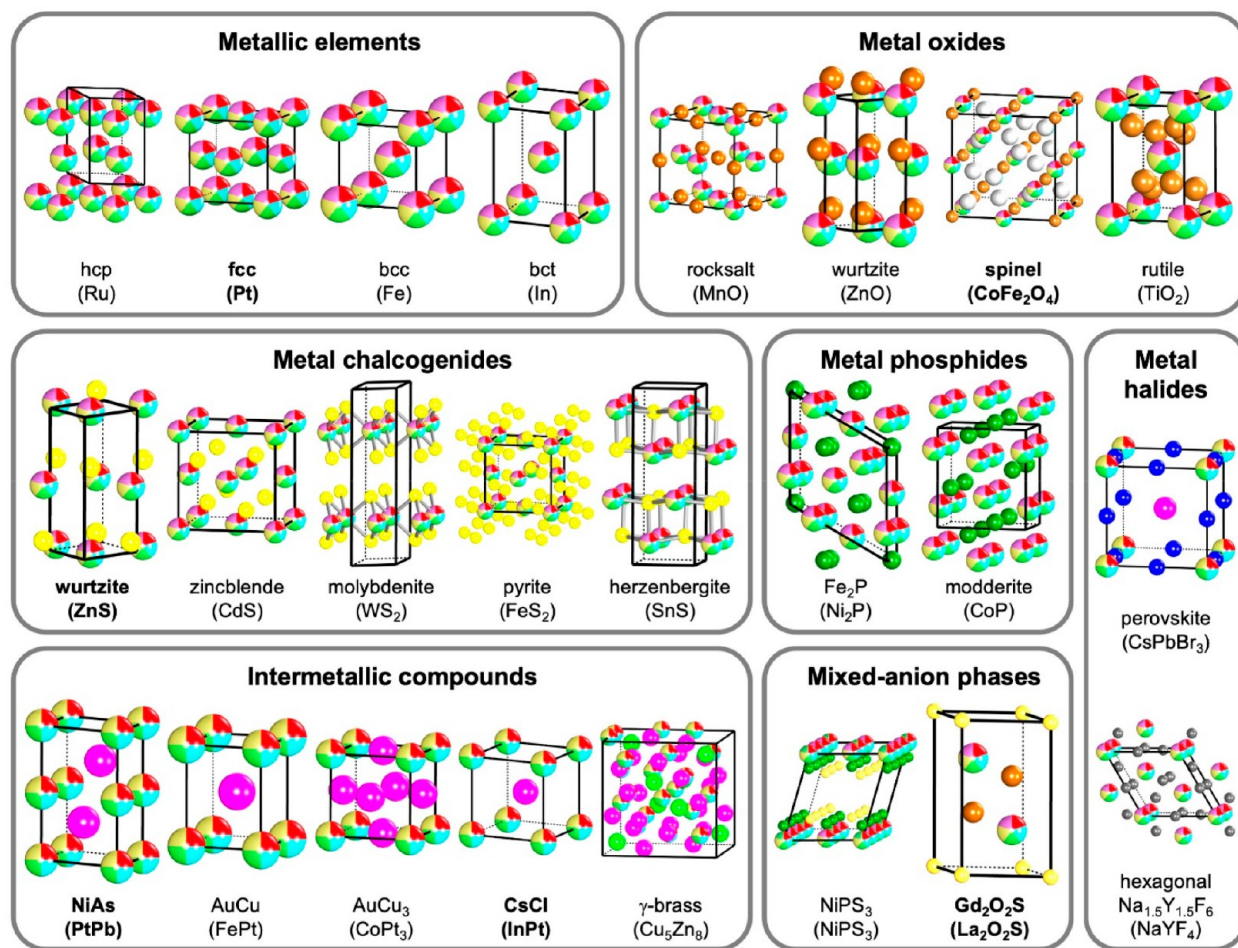 Metallic elements
hcp
(Ru)
fcc
(Pt)
bcc
(Fe)
bct
(In)
Metal oxides
rocksalt
(MnO)
wurtzite
(ZnO)
spinel
(CoFe₂O₄)
rutile
(TiO₂)
Metal chalcogenides
wurtzite
(ZnS)
zincblende
(CdS)
molybdenite
(WS₂)
pyrite
(FeS₂)
herzenbergite
(SnS)
Metal phosphides
Fe₂P
(Ni₂P)
modderite
(CoP)
Metal
halides
perovskite
(CsPbBr₃)
hexagonal
Na₁.₅Y₁.₅F₆
(NaYF₄)
Intermetallic compounds
NiAs
(PtPb)
AuCu
(FePt)
AuCu₃
(CoPt₃)
CsCl
(InPt)
γ-brass
(Cu₅Zn₈)
Mixed-anion phases
NiPS₃
(NiPS₃)
Gd₂O₂S
(La₂O₂S)